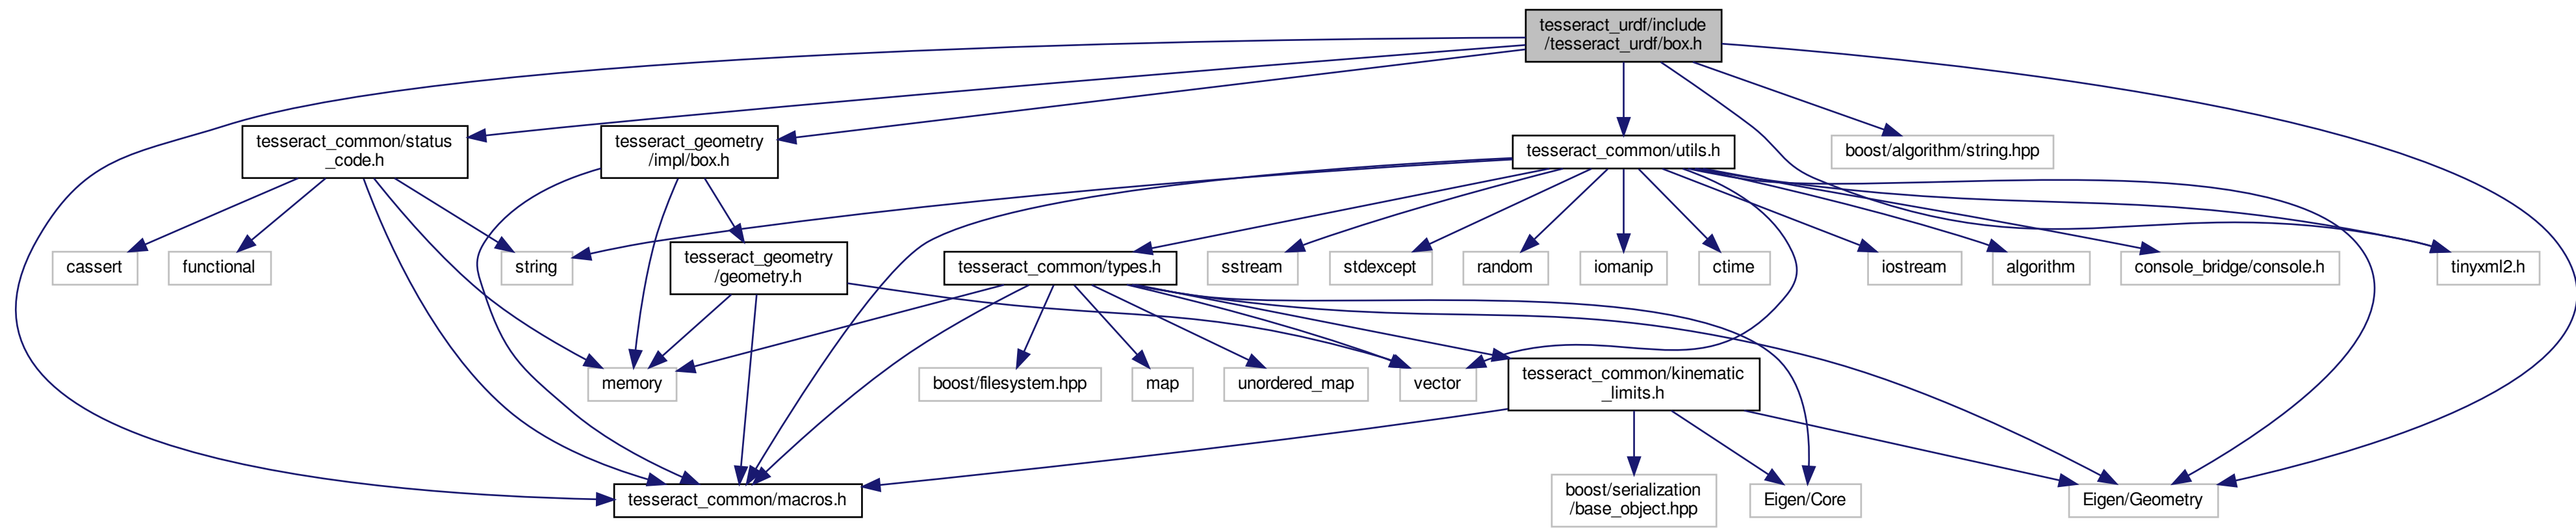 tesseract_urdf/include
/tesseract_urdf/box.h
tesseract_common/status
_code.h
tesseract_geometry
/impl/box.h
tesseract_common/utils.h
boost/algorithm/string.hpp
cassert
functional
string
tesseract_geometry
/geometry.h
tesseract_common/types.h
sstream
stdexcept
random
iomanip
ctime
iostream
algorithm
console_bridge/console.h
tinyxml2.h
memory
boost/filesystem.hpp
map
unordered_map
vector
tesseract_common/kinematic
_limits.h
tesseract_common/macros.h
boost/serialization
/base_object.hpp
Eigen/Core
Eigen/Geometry